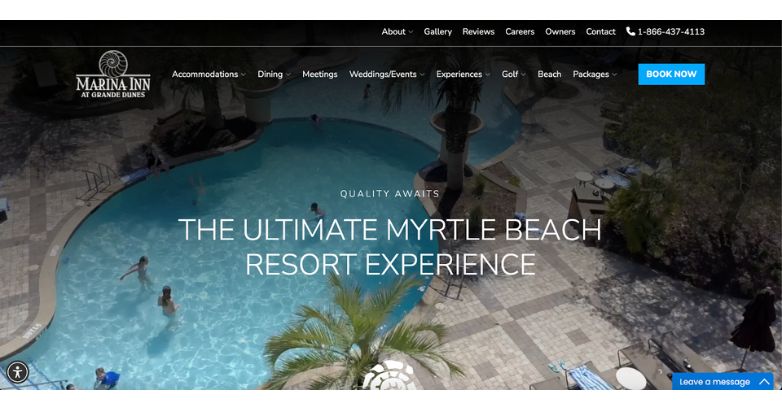 About Gallery Reviews Careers Owners Contact 1-866-437-4113
MARINA INN
AT GRANDE DUNES
Accommodations Dining Meetings Weddings/Events Experiences Golf Beach Packages BOOK NOW
QUALITY AWAITS
THE ULTIMATE MYRTLE BEACH
RESORT EXPERIENCE
Leave a message